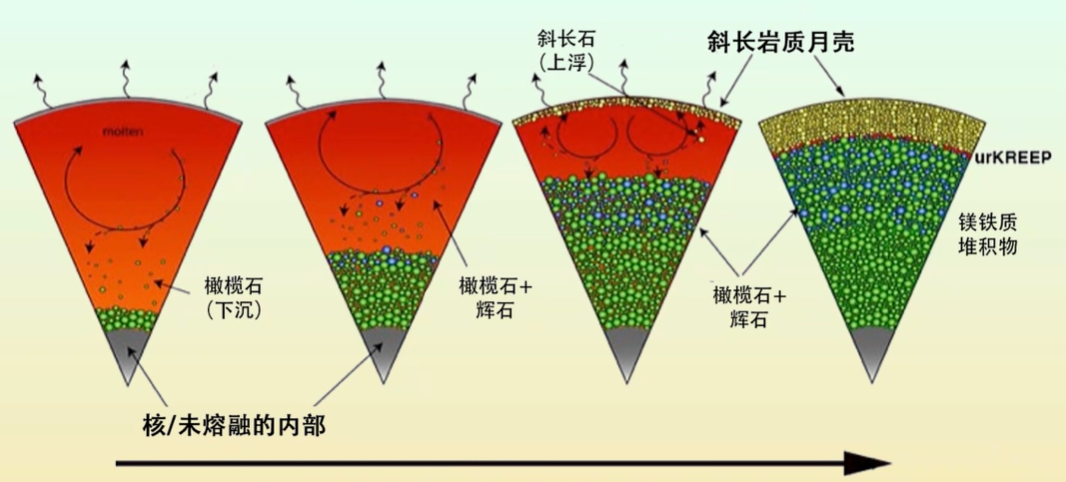 斜长石
（上浮）
斜长岩质月壳
molten
urKREEP
镁铁质
堆积物
橄榄石
（下沉）
橄榄石+
辉石
橄榄石+
辉石
核/未熔融的内部